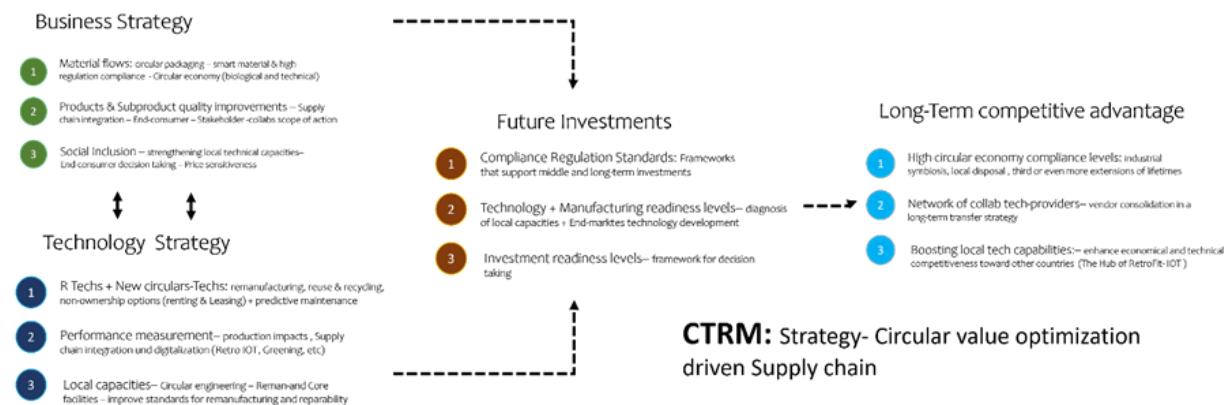 Business Strategy
1
Material flows: circular packaging – smart material & high
regulation compliance - Circular economy (biological and technical)
2
Products & Subproduct quality improvements – Supply
chain integration – End-consumer – Stakeholder -collabs scope of action
3
Social Inclusion – strengthening local technical capacities–
End-consumer decision taking – Price sensitiveness
Technology Strategy
1
R Techs + New circulars-Techs: remanufacturing, reuse & recycling,
non-ownership options (renting & Leasing) + predictive maintenance
2
Performance measurement– production impacts , Supply
chain integration und digitalization (Retro IOT, Greening, etc)
3
Local capacities– Circular engineering – Reman-and Core
facilities – improve standards for remanufacturing and reparability
Future Investments
1
Compliance Regulation Standards: Frameworks
that support middle and long-term investments
2
Technology + Manufacturing readiness levels– diagnosis
of local capacities + End-marktes technology development
3
Investment readiness levels– framework for decision
taking
Long-Term competitive advantage
1
High circular economy compliance levels: industrial
symbiosis, local disposal , third or even more extensions of lifetimes
2
Network of collab tech-providers– vendor consolidation in a
long-term transfer strategy
3
Boosting local tech capabilities:– enhance economical and technical
competitiveness toward other countries (The Hub of RetroFit-IOT )
CTRM: Strategy- Circular value optimization
driven Supply chain